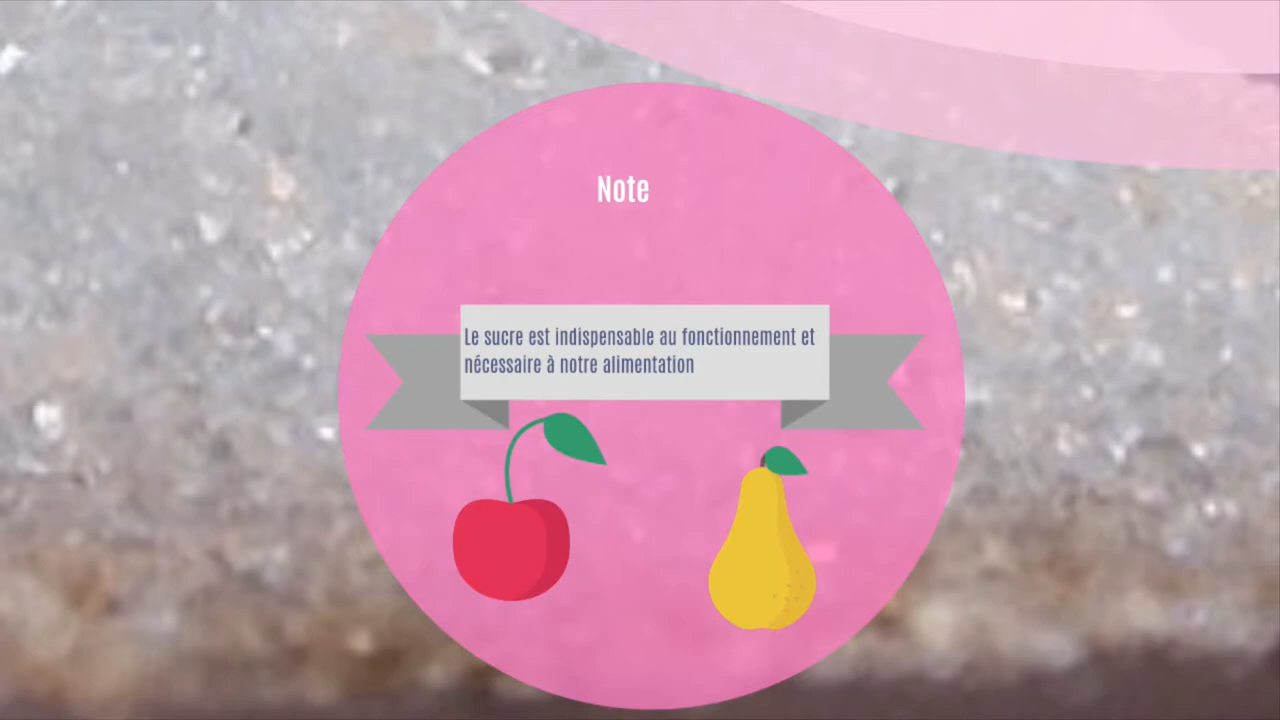 Note
Le sucre est indispensable au fonctionnement et
nécessaire à notre alimentation